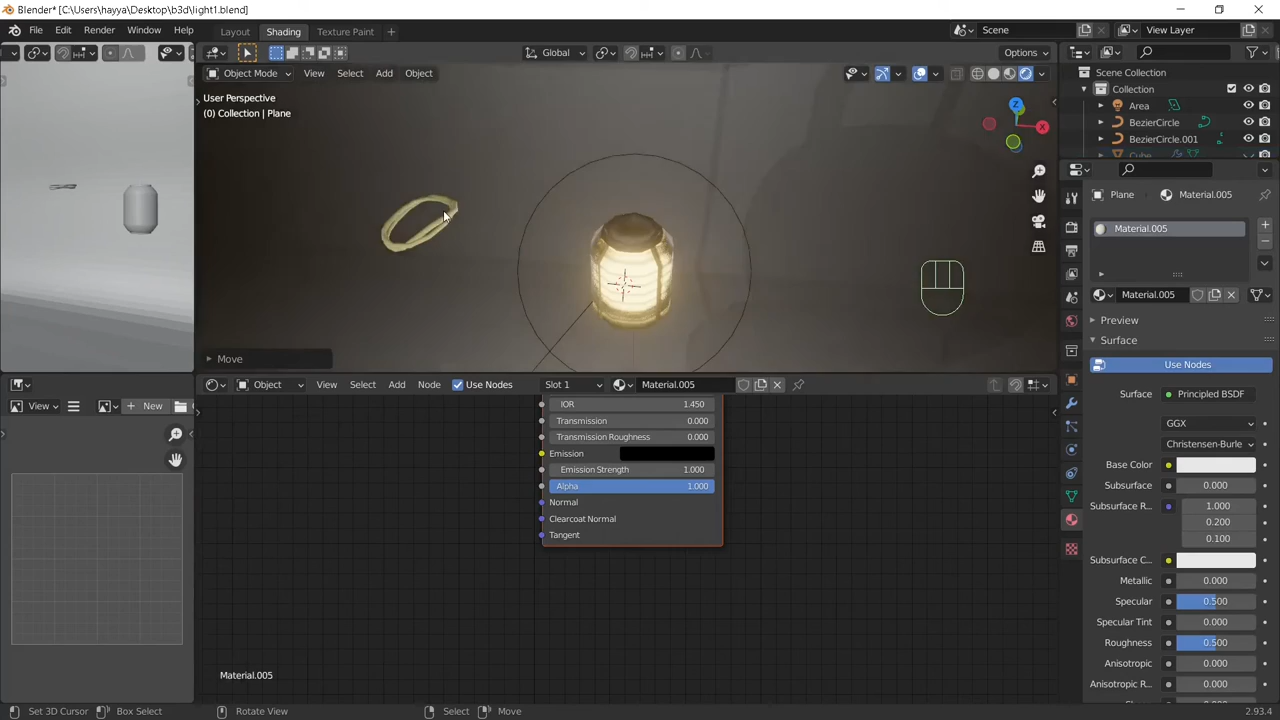 Blender* [C:\Users\hayya\Desktop\b3d\light1.blend]
File Edit Render Window Help
Layout Shading Texture Paint +
Scene
View Layer
Global
Options
Object Mode View Select Add Object
User Perspective
(0) Collection | Plane
Z
X
Move
Scene Collection
Collection
Area
BezierCircle
BezierCircle.001
Cube
Plane Material.005
Material.005
Material.005
Preview
Surface
Use Nodes
Surface Principled BSDF
GGX
Christensen-Burle
Base Color
Subsurface 0.000
Subsurface R... 1.000
0.200
0.100
Subsurface C...
Metallic 0.000
Specular 0.500
Specular Tint 0.000
Roughness 0.500
Anisotropic 0.000
Anisotropic R... 0.000
View New
Object View Select Add Node Use Nodes Slot 1 Material.005
IOR 1.450
Transmission 0.000
Transmission Roughness 0.000
Emission
Emission Strength 1.000
Alpha 1.000
Normal
Clearcoat Normal
Tangent
Material.005
Set 3D Cursor Box Select Rotate View Select Move 2.93.4